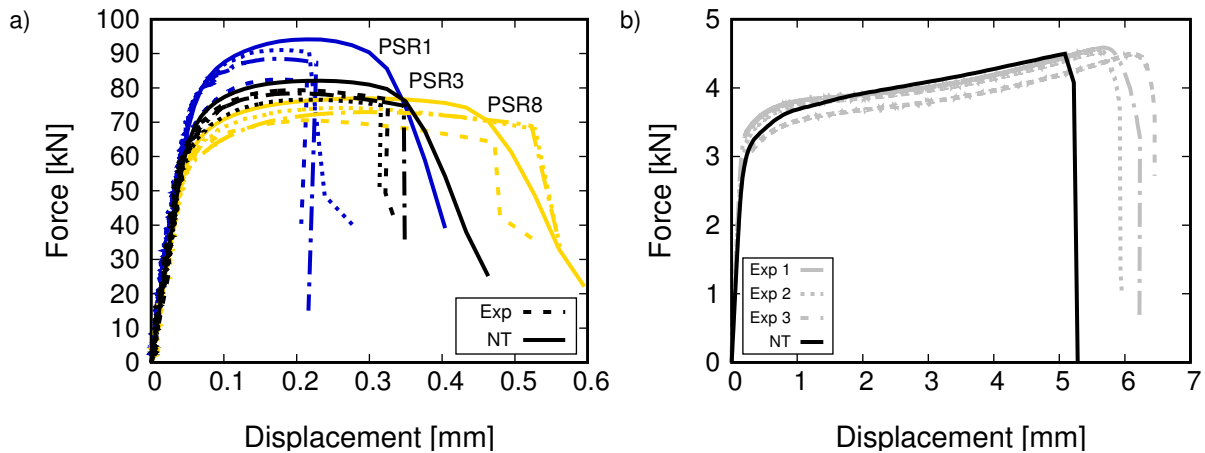 a)
Force [kN]
100
90
80
70
60
50
40
30
20
10
0
PSR1
PSR3
PSR8
Exp
NT
0 0.1 0.2 0.3 0.4 0.5 0.6
Displacement [mm]
b)
Force [kN]
5
4
3
2
1
0
Exp 1
Exp 2
Exp 3
NT
0 1 2 3 4 5 6 7
Displacement [mm]